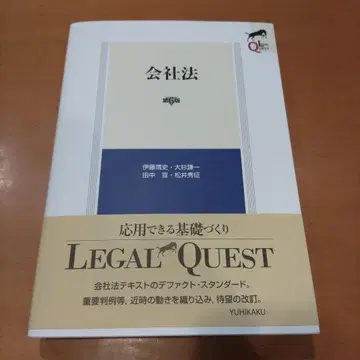 会社法
第6版
伊藤靖史・大杉謙一
田中 亘・松井秀征
応用できる基礎づくり
LEGAL QUEST
会社法テキストのデファクト・スタンダード。
重要判例等，近時の動きを織り込み，待望の改訂。
YUHIKAKU